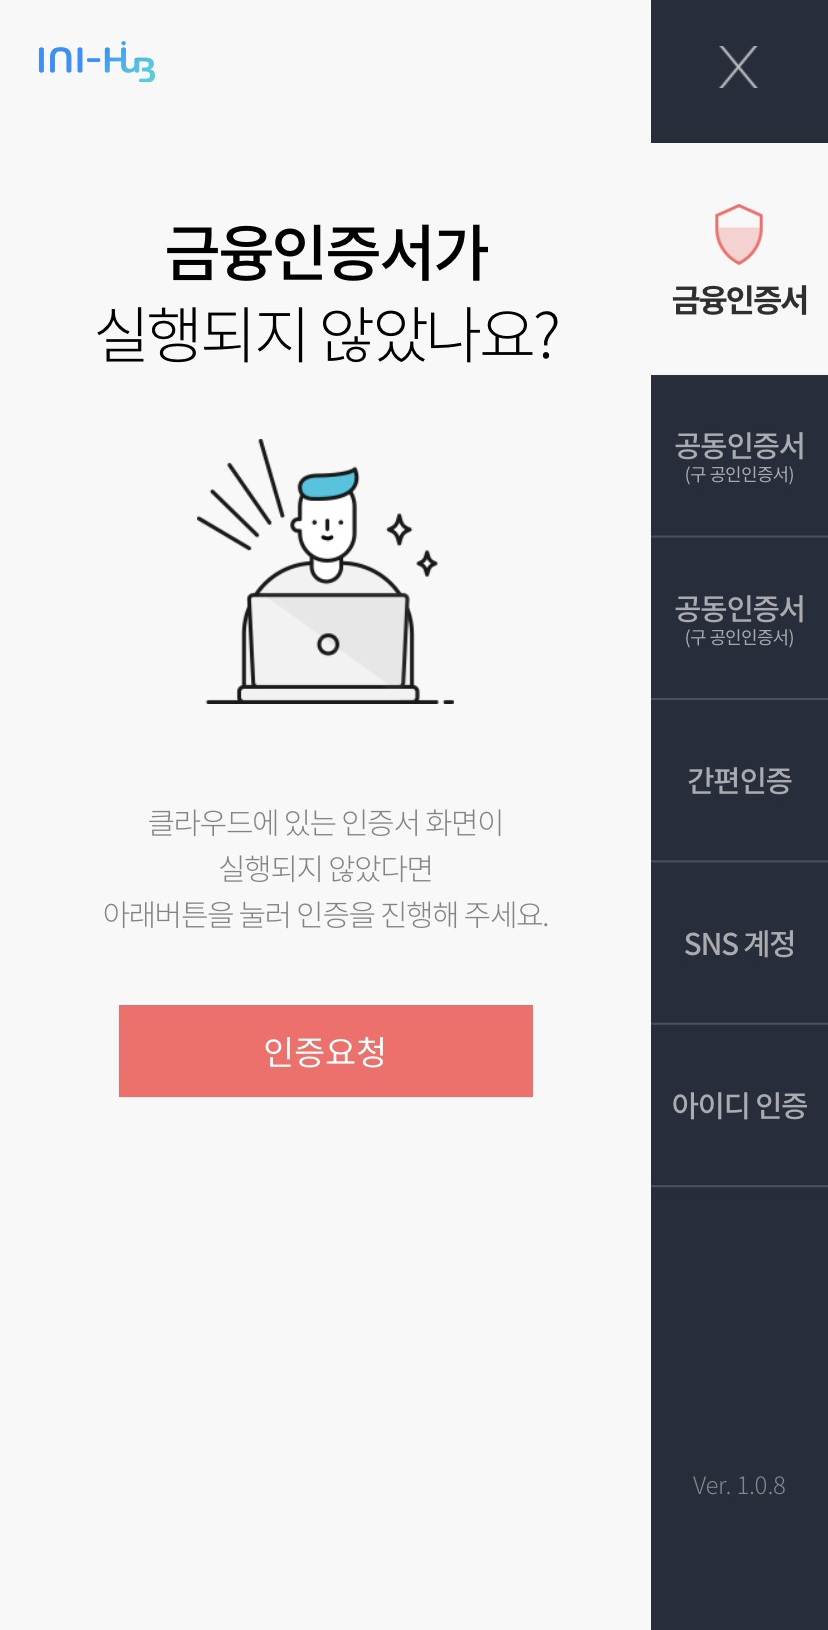 INI-HUB
금융인증서가
실행되지 않았나요?
클라우드에 있는 인증서 화면이
실행되지 않았다면
아래버튼을 눌러 인증을 진행해 주세요.
인증요청
X
금융인증서
공동인증서
(구 공인인증서)
공동인증서
(구 공인인증서)
간편인증
SNS 계정
아이디 인증
Ver. 1.0.8